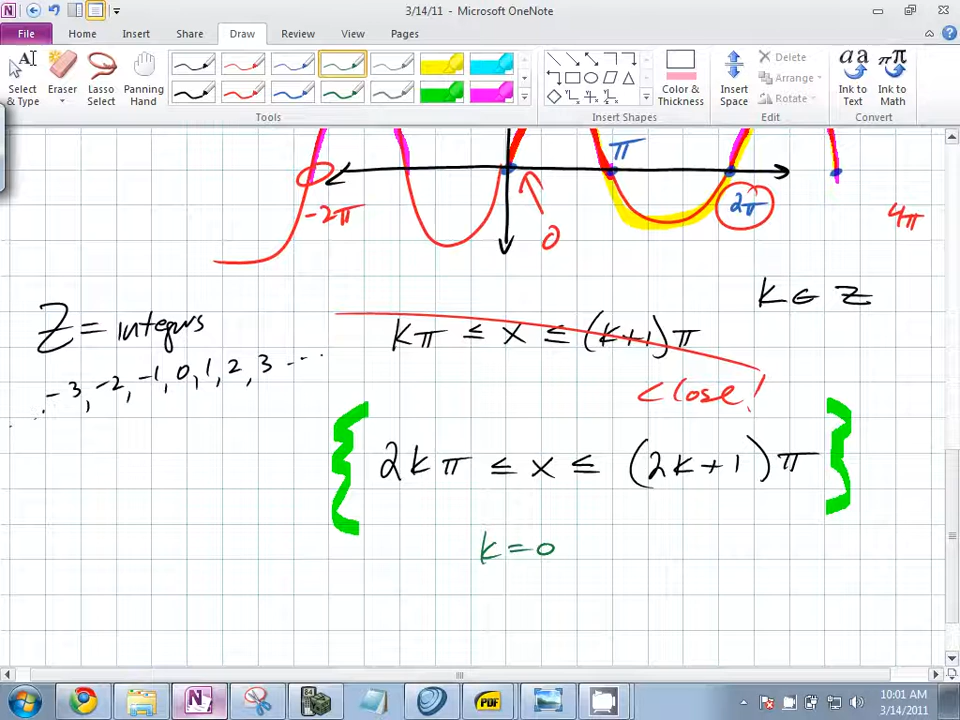 3/14/11 - Microsoft OneNote
File Home Insert Share Draw Review View Pages
Select & Type
Eraser
Lasso Select
Panning Hand
Color & Thickness
Insert Space
Delete
Arrange
Rotate
Ink to Text
Ink to Math
Tools
Insert Shapes
Edit
Convert
π
-2π
0
2π
4π
k ∈ Z
Z = integers
... -3, -2, -1, 0, 1, 2, 3 ...
kπ ≤ x ≤ (k+1)π
close!
{ 2kπ ≤ x ≤ (2k+1)π }
k = 0
PDF
10:01 AM
3/14/2011